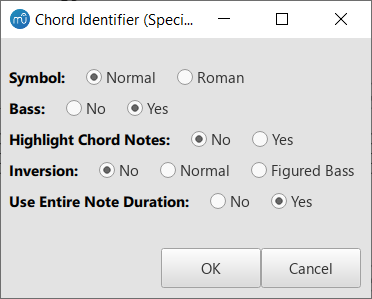 Chord Identifier (Speci...
Symbol: Normal Roman
Bass: No Yes
Highlight Chord Notes: No Yes
Inversion: No Normal Figured Bass
Use Entire Note Duration: No Yes
OK Cancel